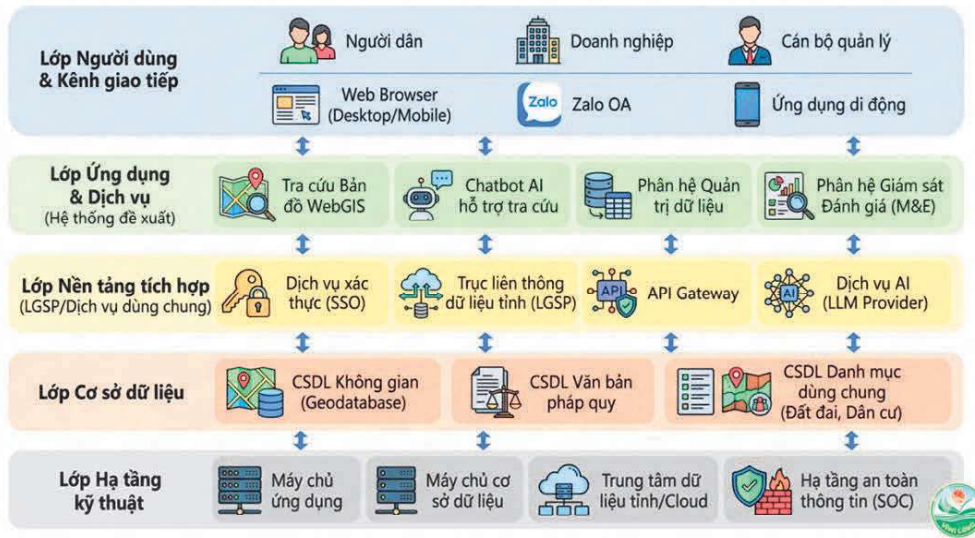 Lớp Người dùng
& Kênh giao tiếp
Người dân
Doanh nghiệp
Cán bộ quản lý
Web Browser
(Desktop/Mobile)
Zalo
Zalo OA
Ứng dụng di động
Lớp Ứng dụng
& Dịch vụ
(Hệ thống đề xuất)
Tra cứu Bản
đồ WebGIS
Chatbot AI
hỗ trợ tra cứu
Phân hệ Quản
trị dữ liệu
Phân hệ Giám sát
Đánh giá (M&E)
Lớp Nền tảng tích hợp
(LGSP/Dịch vụ dùng chung)
Dịch vụ xác
thực (SSO)
Trục liên thông
dữ liệu tỉnh (LGSP)
API
API Gateway
AI
Dịch vụ AI
(LLM Provider)
Lớp Cơ sở dữ liệu
CSDL Không gian
(Geodatabase)
CSDL Văn bản
pháp quy
CSDL Danh mục
dùng chung
(Đất đai, Dân cư)
Lớp Hạ tầng
kỹ thuật
Máy chủ
ứng dụng
Máy chủ cơ
sở dữ liệu
Trung tâm dữ
liệu tỉnh/Cloud
Hạ tầng an toàn
thông tin (SOC)
VĨNH LONG